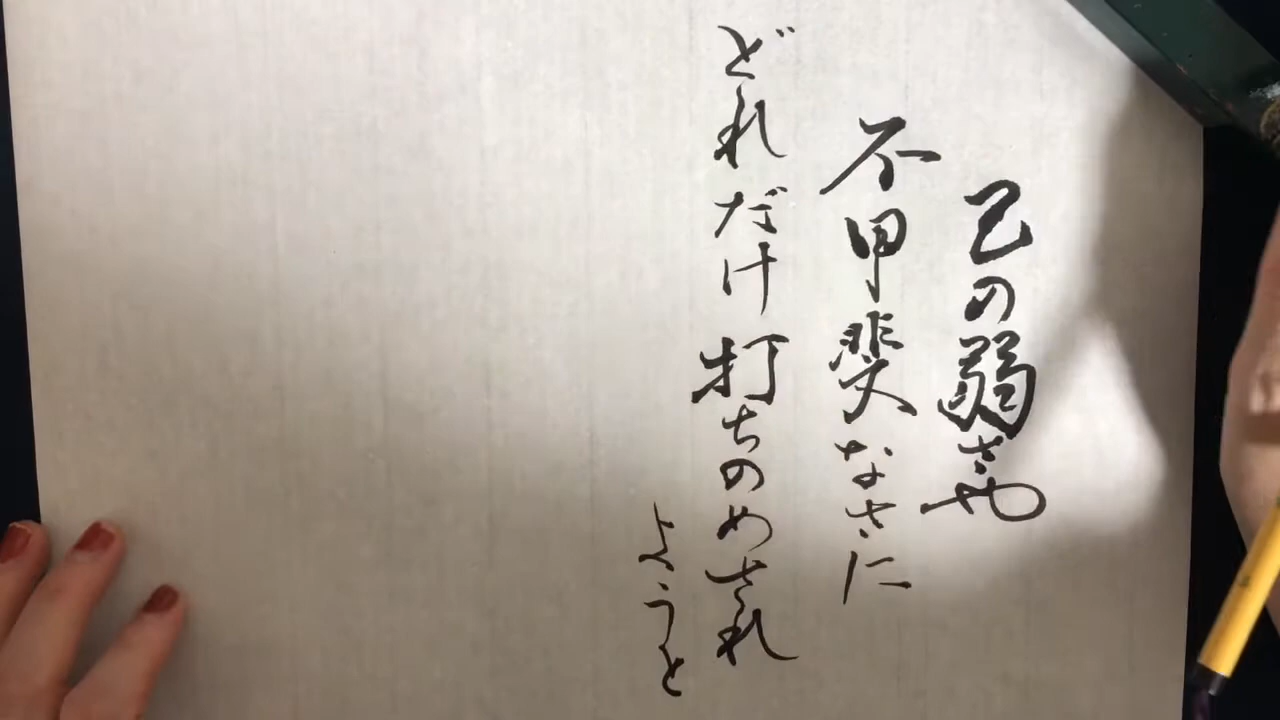 己の弱さや
不甲斐なさに
どれだけ打ちのめされ
ようと